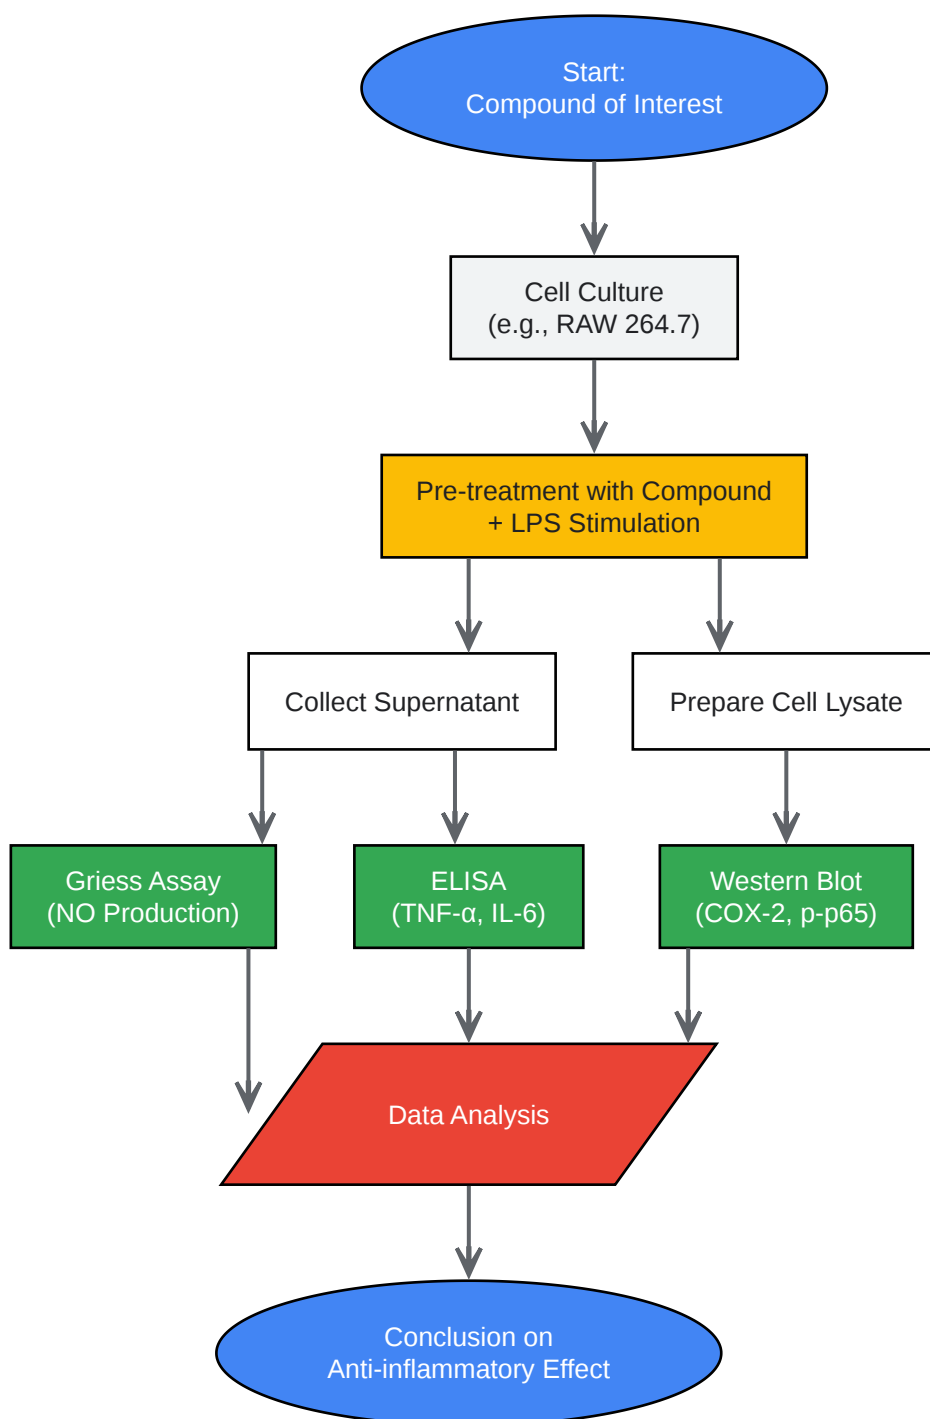 Start:
Compound of Interest
Cell Culture
(e.g., RAW 264.7)
Pre-treatment with Compound
+ LPS Stimulation
Collect Supernatant
Prepare Cell Lysate
Griess Assay
(NO Production)
ELISA
(TNF-α, IL-6)
Western Blot
(COX-2, p-p65)
Data Analysis
Conclusion on
Anti-inflammatory Effect